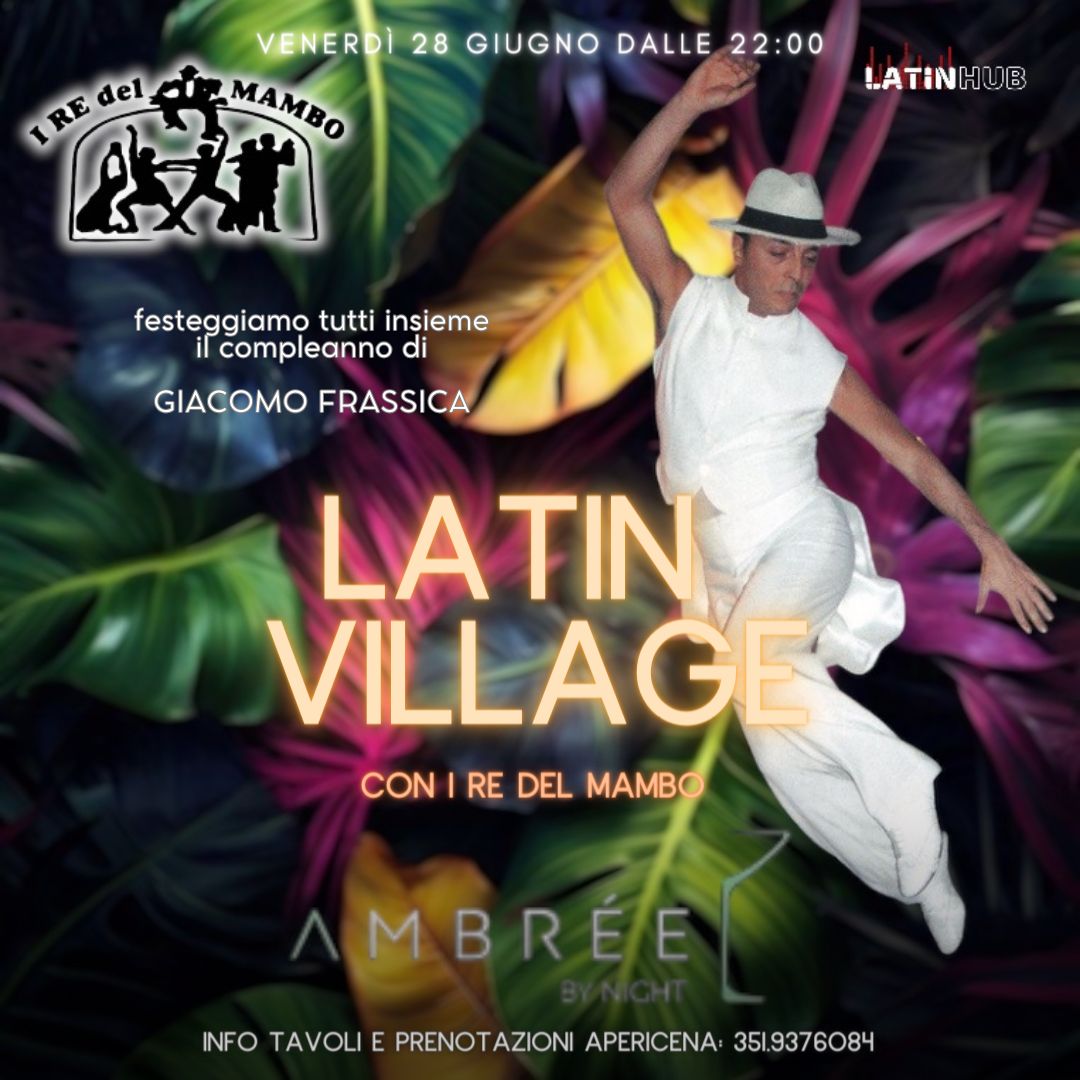 VENERDÌ 28 GIUGNO DALLE 22:00
I RE del MAMBO
LATINHUB
festeggiamo tutti insieme
il compleanno di
GIACOMO FRASSICA
LATIN
VILLAGE
CON I RE DEL MAMBO
AMBRÉE
BY NIGHT
INFO TAVOLI E PRENOTAZIONI APERICENA: 351.9376084